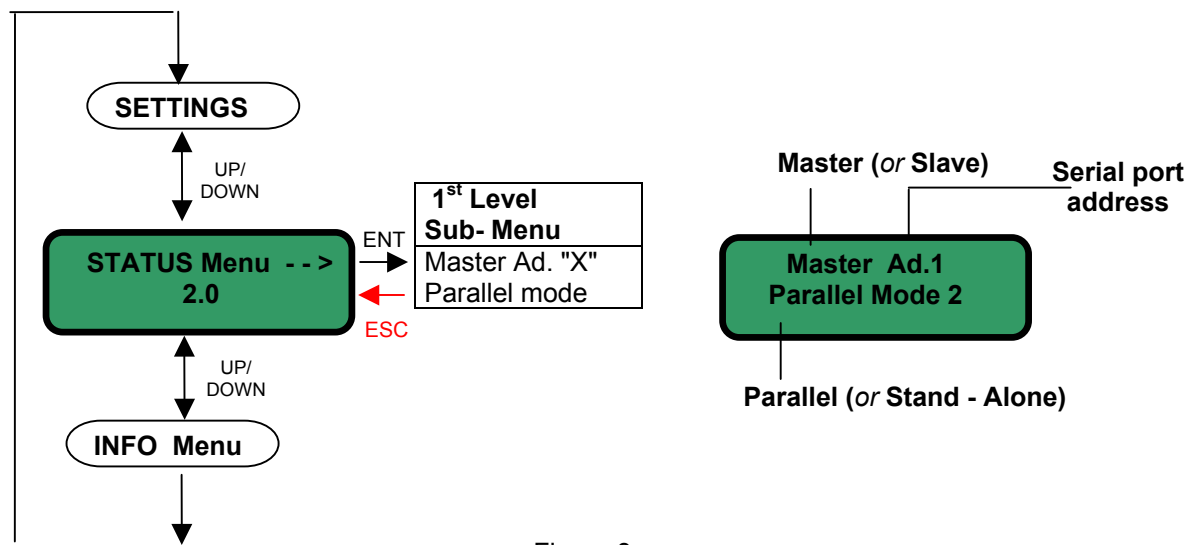 SETTINGS
UP/
DOWN
STATUS Menu - - >
2.0
ENT
ESC
1st Level
Sub- Menu
Master Ad. "X"
Parallel mode
UP/
DOWN
INFO Menu
Master (or Slave)
Serial port
address
Master Ad.1
Parallel Mode 2
Parallel (or Stand - Alone)